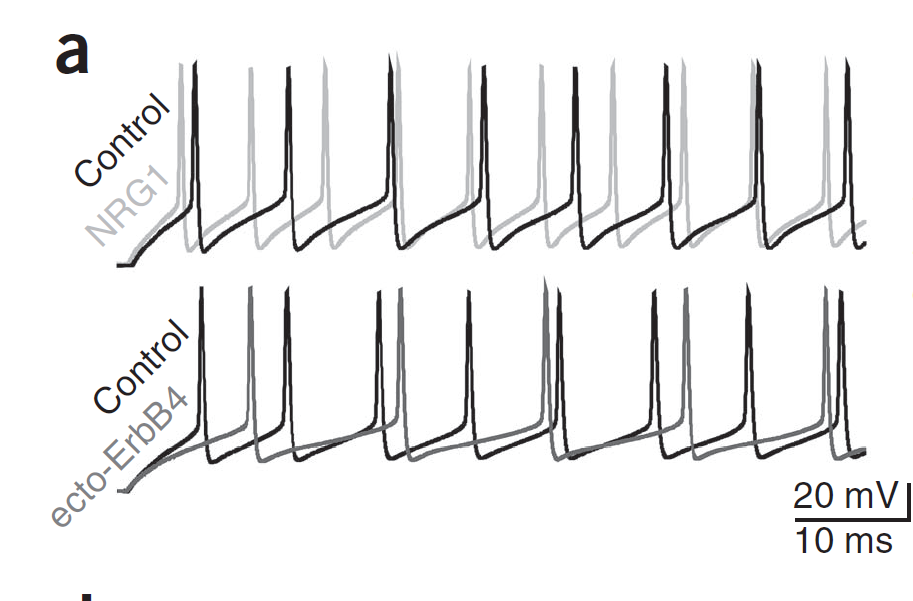 a
Control
NRG1
Control
ecto-ErbB4
20 mV
10 ms